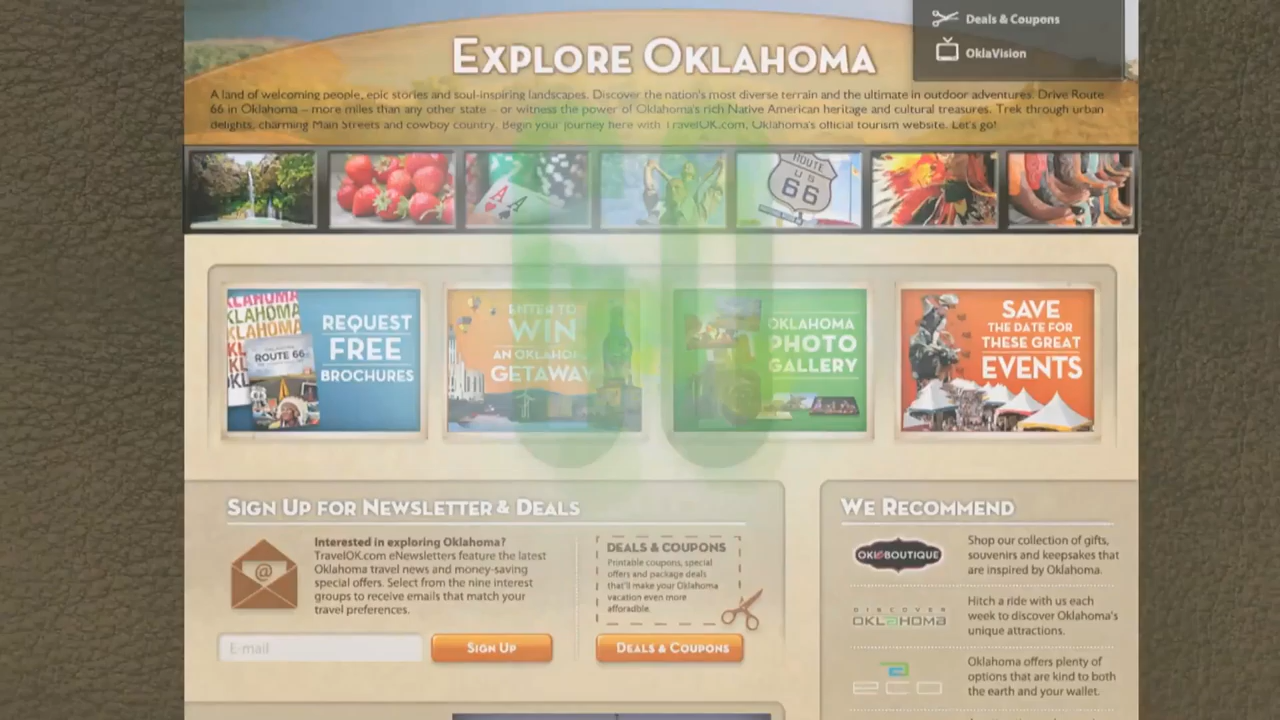 Deals & Coupons
OklaVision
EXPLORE OKLAHOMA
A land of welcoming people, epic stories and soul-inspiring landscapes. Discover the nation's most diverse terrain and the ultimate in outdoor adventures. Drive Route
66 in Oklahoma – more miles than any other state – or witness the power of Oklahoma's rich Native American heritage and cultural treasures. Trek through urban
delights, charming Main Streets and cowboy country. Begin your journey here with TravelOK.com, Oklahoma's official tourism website. Let's go!
A
A
ROUTE
US
66
OKLAHOMA
OKLAHOMA
ROUTE 66
REQUEST
FREE
BROCHURES
ENTER TO
WIN
AN OKLAHOMA
GETAWAY
OKLAHOMA
PHOTO
GALLERY
SAVE
THE DATE FOR
THESE GREAT
EVENTS
SIGN UP FOR NEWSLETTER & DEALS
Interested in exploring Oklahoma?
TravelOK.com eNewsletters feature the latest
Oklahoma travel news and money-saving
special offers. Select from the nine interest
groups to receive emails that match your
travel preferences.
E-mail
SIGN UP
DEALS & COUPONS
Printable coupons, special
offers and package deals
that'll make your Oklahoma
vacation even more
afforadble.
DEALS & COUPONS
WE RECOMMEND
OKLABOUTIQUE
Shop our collection of gifts,
souvenirs and keepsakes that
are inspired by Oklahoma.
DISCOVER
OKLAHOMA
Hitch a ride with us each
week to discover Oklahoma's
unique attractions.
eco
Oklahoma offers plenty of
options that are kind to both
the earth and your wallet.